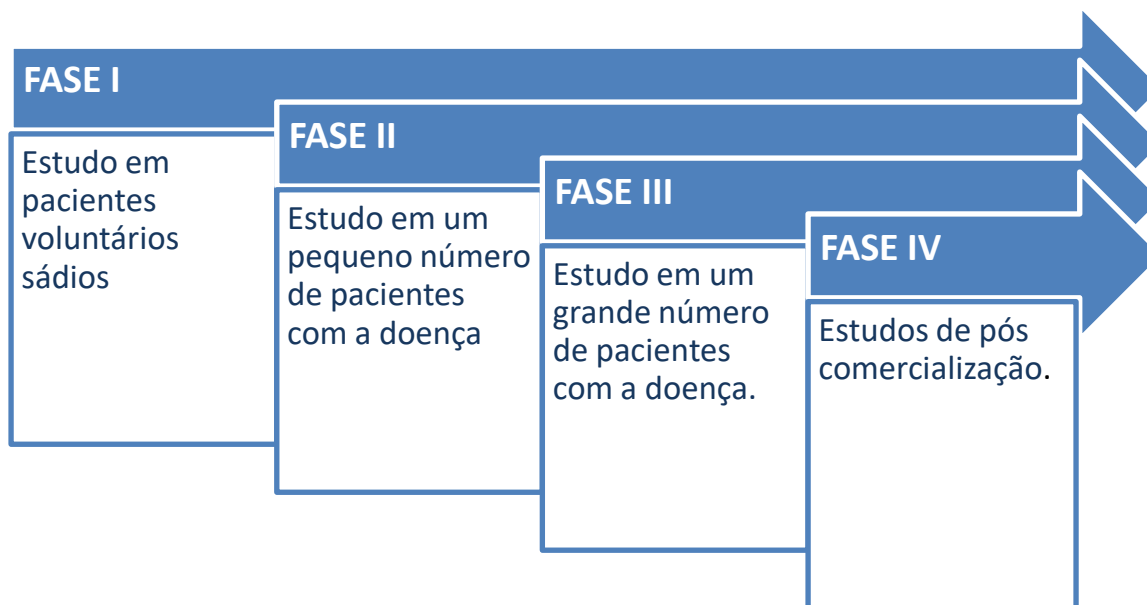 FASE I
Estudo em
pacientes
voluntários
sádios
FASE II
Estudo em um
pequeno número
de pacientes
com a doença
FASE III
Estudo em um
grande número
de pacientes
com a doença.
FASE IV
Estudos de pós
comercialização.